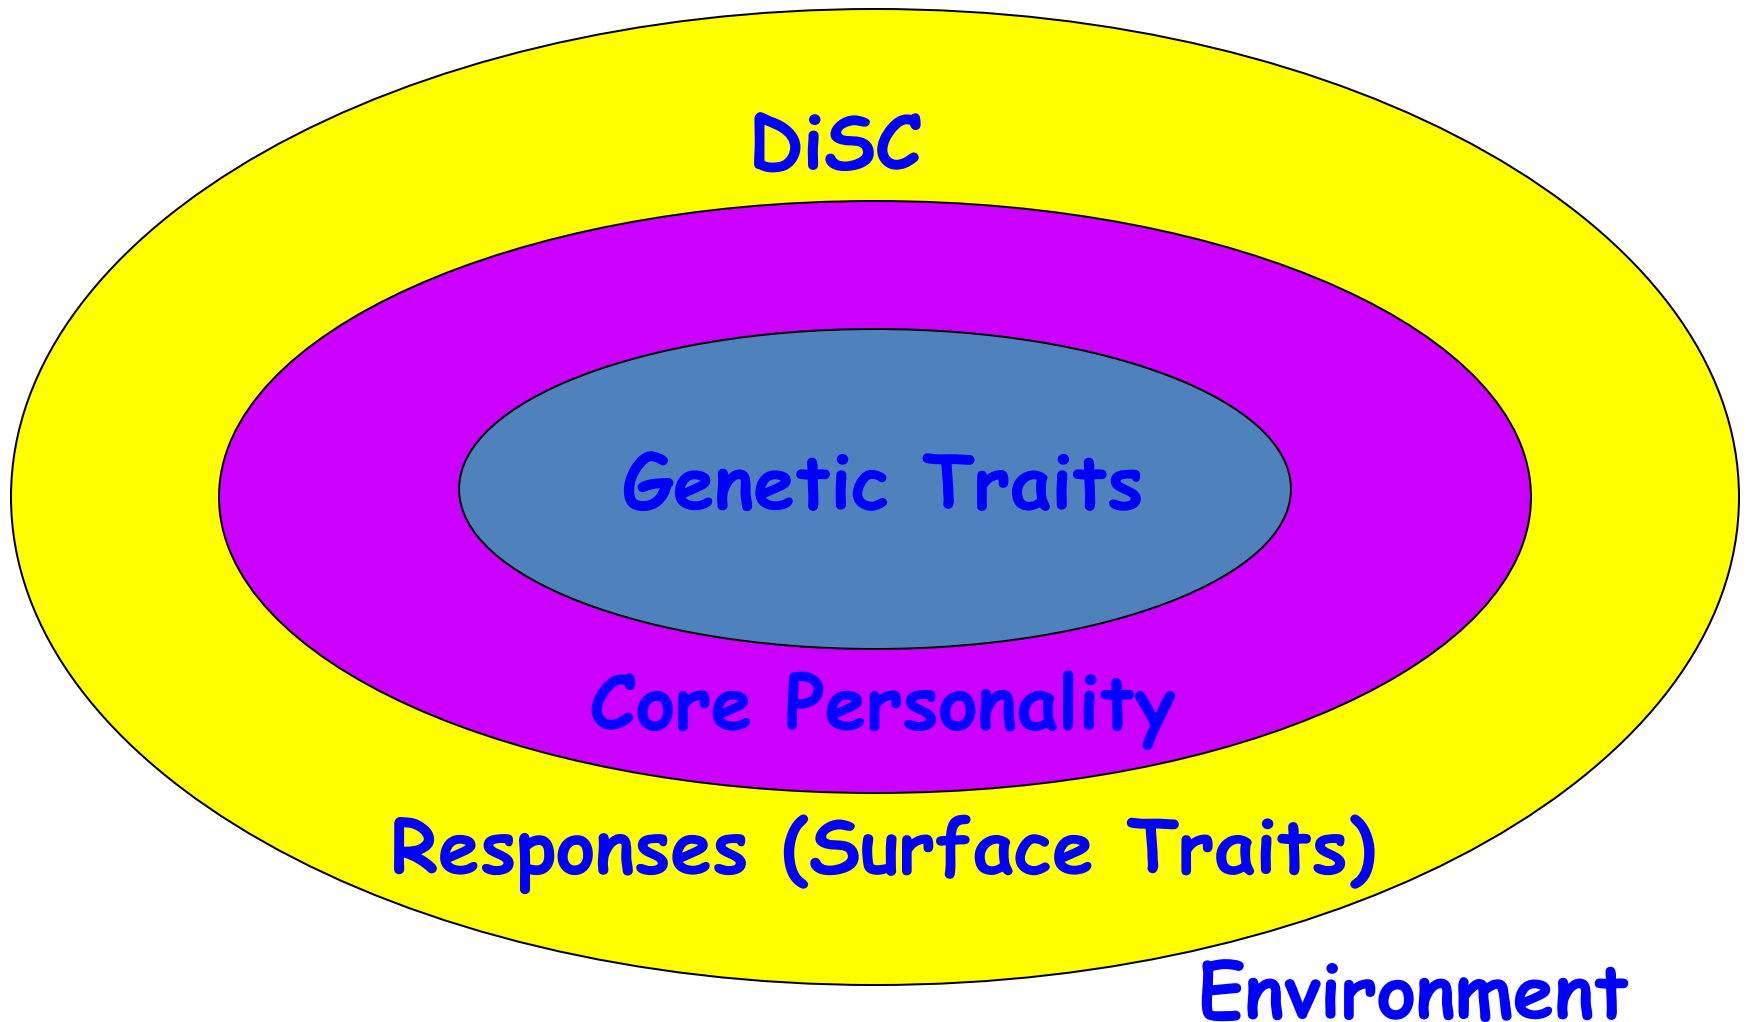 DiSC
Genetic Traits
Core Personality
Responses (Surface Traits)
Environment